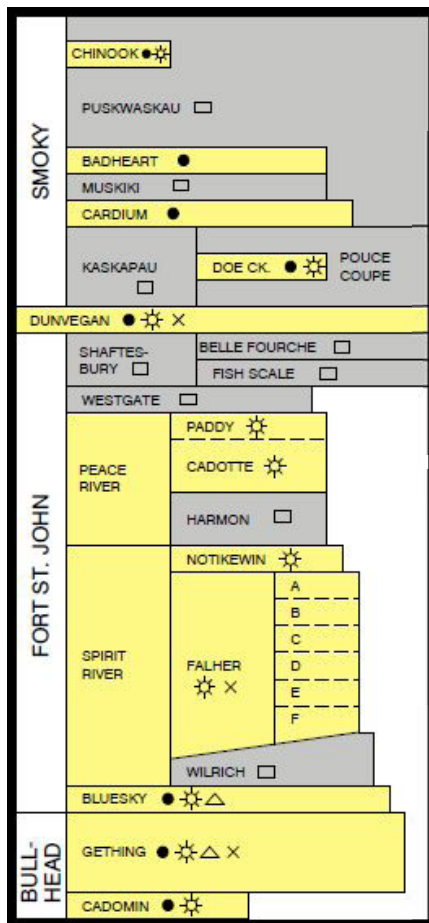 SMOKY
CHINOOK
PUSKWASKAU
BADHEART
MUSKIKI
CARDIUM
KASKAPAU
DOE CK.
POUCE
COUPE
DUNVEGAN
FORT ST. JOHN
SHAFTES-
BURY
BELLE FOURCHE
FISH SCALE
WESTGATE
PEACE
RIVER
PADDY
CADOTTE
HARMON
SPIRIT
RIVER
NOTIKEWIN
FALHER
A
B
C
D
E
F
WILRICH
BLUESKY
BULL-
HEAD
GETHING
CADOMIN